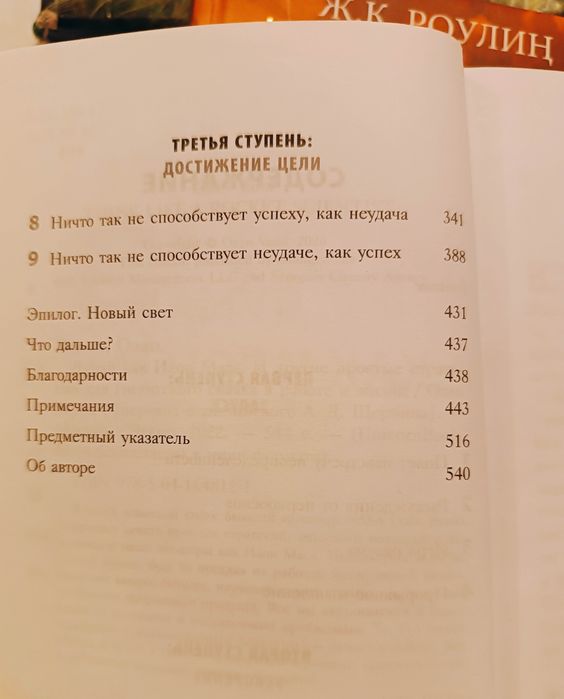 Ж.К. РОУЛИН
ТРЕТЬЯ СТУПЕНЬ:
ДОСТИЖЕНИЕ ЦЕЛИ
8 Ничто так не способствует успеху, как неудача 341
9 Ничто так не способствует неудаче, как успех 388
Эпилог. Новый свет 431
Что дальше? 437
Благодарности 438
Примечания 443
Предметный указатель 516
Об авторе 540